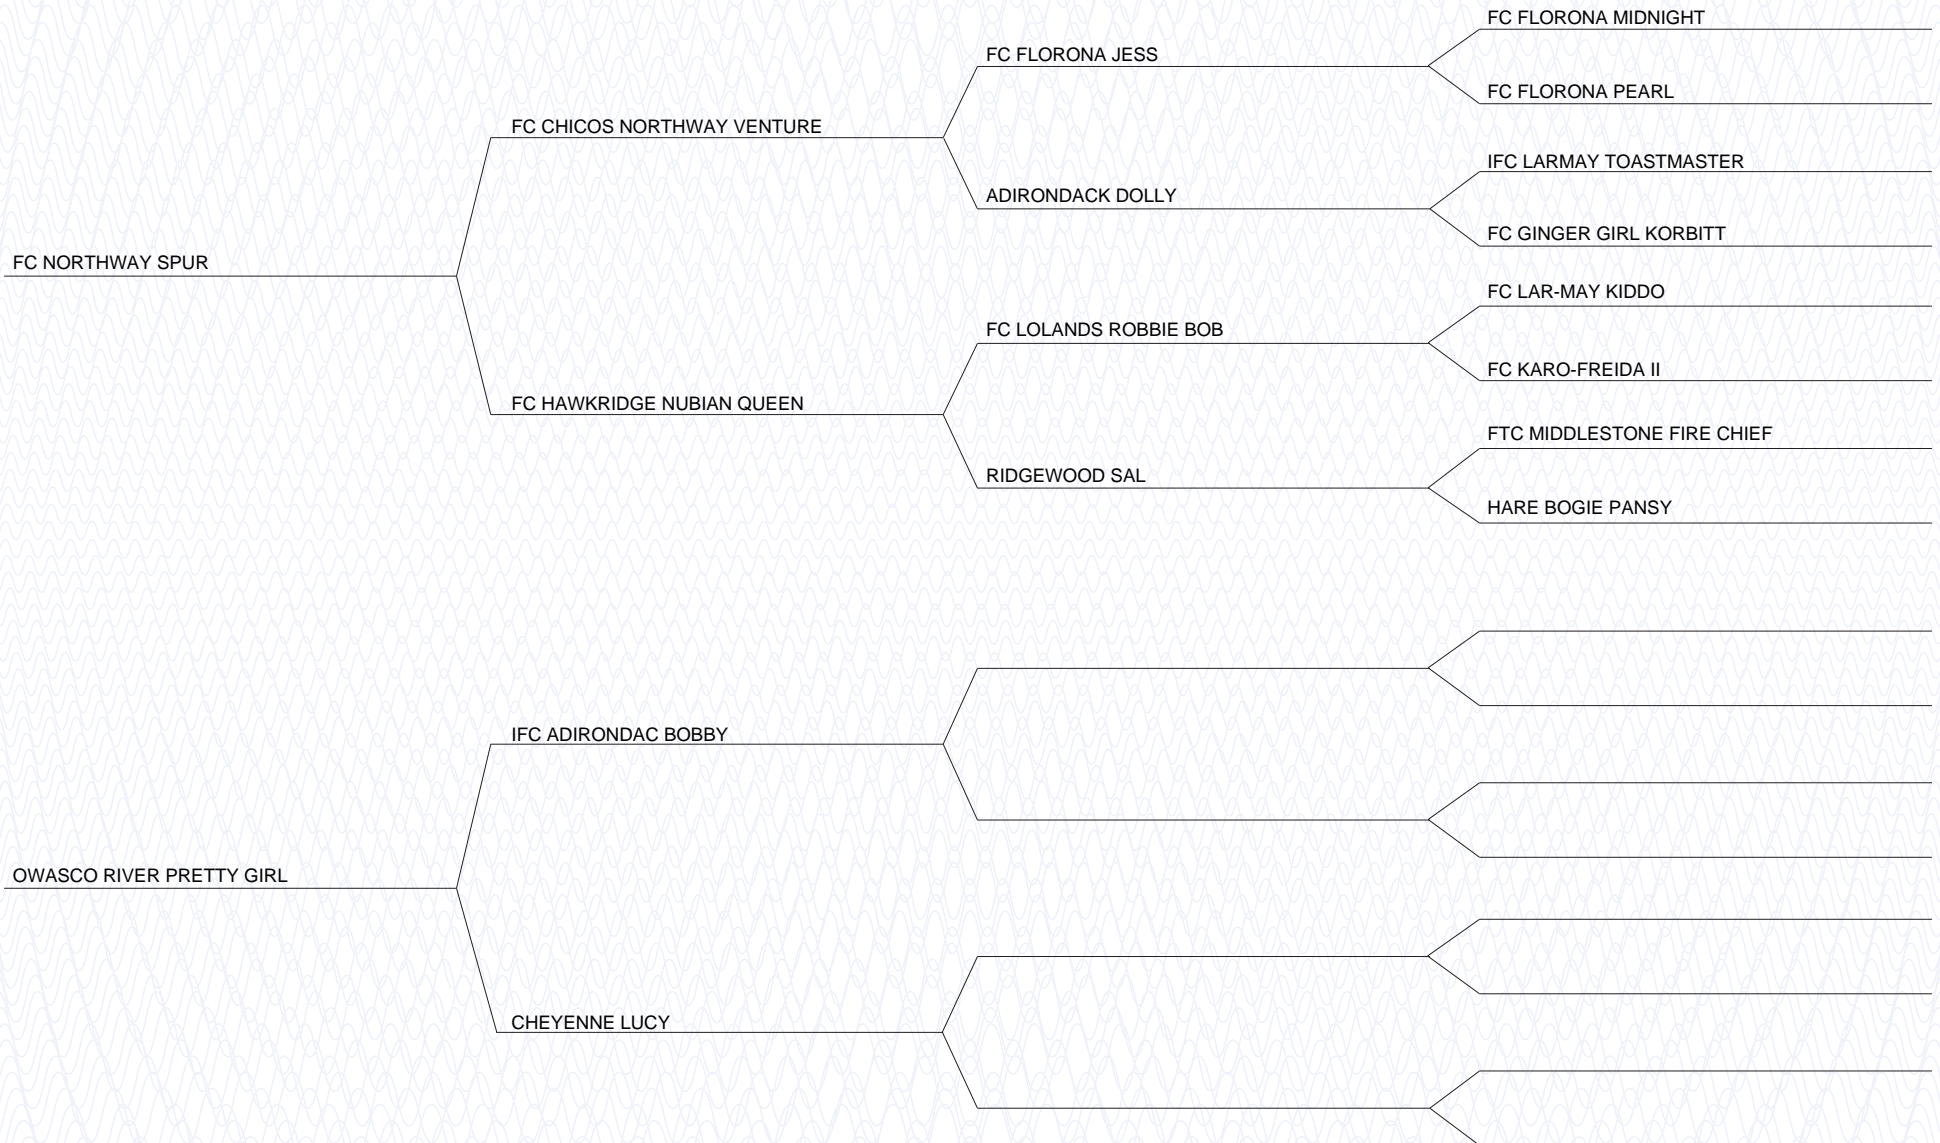 FC FLORONA MIDNIGHT
FC FLORONA JESS
FC FLORONA PEARL
FC CHICOS NORTHWAY VENTURE
IFC LARMAY TOASTMASTER
ADIRONDACK DOLLY
FC GINGER GIRL KORBITT
FC NORTHWAY SPUR
FC LAR-MAY KIDDO
FC LOLANDS ROBBIE BOB
FC KARO-FREIDA II
FC HAWKRIDGE NUBIAN QUEEN
FTC MIDDLESTONE FIRE CHIEF
RIDGEWOOD SAL
HARE BOGIE PANSY
IFC ADIRONDAC BOBBY
OWASCO RIVER PRETTY GIRL
CHEYENNE LUCY